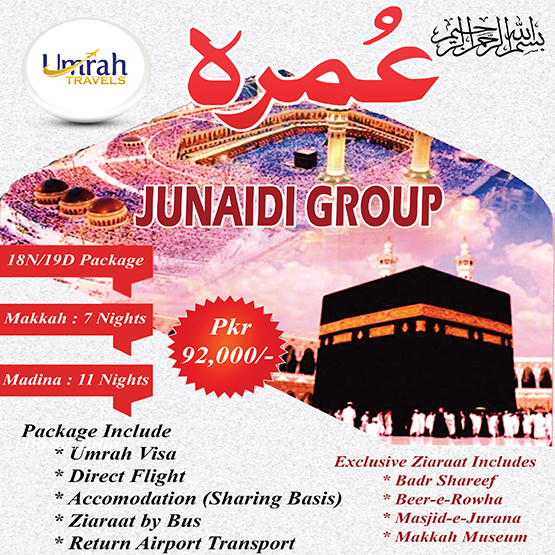 Umrah
TRAVELS
عُمرہ
بسم الله الرحمن الرحيم
JUNAIDI GROUP
18N/19D Package
Makkah : 7 Nights
Madina : 11 Nights
Pkr
92,000/-
Package Include
* Umrah Visa
* Direct Flight
* Accomodation (Sharing Basis)
* Ziaraat by Bus
* Return Airport Transport
Exclusive Ziaraat Includes
* Badr Shareef
* Beer-e-Rowha
* Masjid-e-Jurana
* Makkah Museum